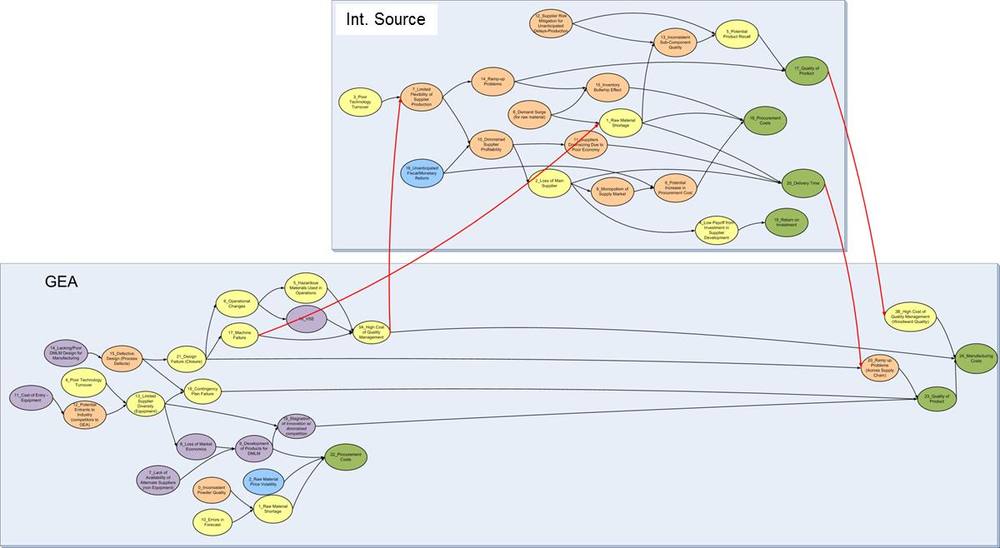 Int. Source
12_Supplier Risk
Mitigation for
Unanticipated
Delays-Production
13_Inconsistent
Sub-Component
Quality
5_Potential
Product Recall
17_Quality of
Product
14_Ramp-up
Problems
7_Limited
Flexibility of
Supplier
Production
3_Poor
Technology
Turnover
15_Inventory
Bullwhip Effect
6_Demand Surge
(for raw material)
1_Raw Material
Shortage
16_Procurement
Costs
10_Diminished
Supplier
Profitability
11_Suppliers
Downsizing Due to
Poor Economy
18_Unanticipated
Fiscal/Monetary
Reform
2_Loss of Main
Supplier
8_Monopolism of
Supply Market
9_Potential
Increase in
Procurement Cost
20_Delivery Time
4_Low Payoff from
Investment in
Supplier
Development
19_Return on
Investment
GEA
5_Hazardous
Materials Used in
Operations
6_Operational
Changes
16_VSE
17_Machine
Failure
3A_High Cost
of Quality
Management
3B_High Cost of
Quality Management
(Woodward Quality)
14_Lacking/Poor
DMLM Design for
Manufacturing
15_Defective
Design (Process
Defects)
21_Design
Failure (Closure)
24_Manufacturing
Costs
20_Ramp up
Problems
(Across Supply
Chain)
4_Poor Technology
Turnover
18_Contingency
Plan Failure
11_Cost of Entry -
Equipment
12_Potential
Entrants to
Industry
(competitors to
GEA)
13_Limited
Supplier
Diversity
(Equipment)
23_Quality of
Product
19_Stagnation
of Innovation w/
diminished
competition
8_Loss of Market
Economics
9_Development
of Products for
DMLM
22_Procurement
Costs
7_Lack of
Availability of
Alternate Suppliers
(non Equipment)
2_Raw Material
Price Volatility
0_Inconsistent
Powder Quality
1_Raw Material
Shortage
10_Errors in
Forecast